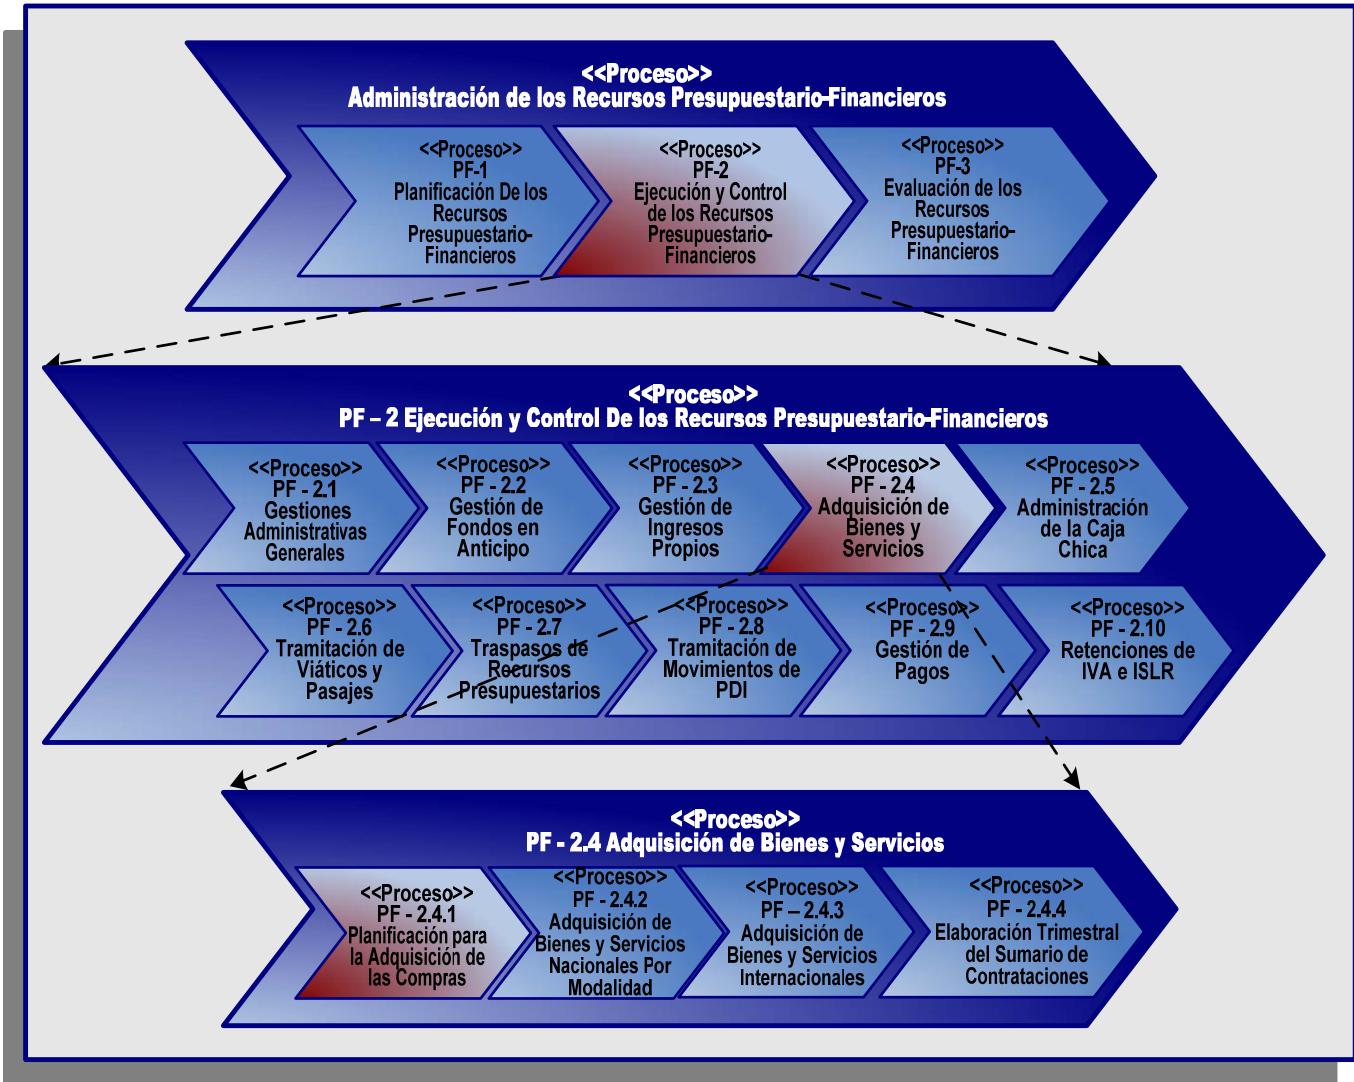 <<Proceso>>
Administración de los Recursos Presupuestario-Financieros
<<Proceso>>
PF-1
Planificación De los
Recursos
Presupuestario-
Financieros
<<Proceso>>
PF-2
Ejecución y Control
de los Recursos
Presupuestario-
Financieros
<<Proceso>>
PF-3
Evaluación de los
Recursos
Presupuestario-
Financieros
<<Proceso>>
PF – 2 Ejecución y Control De los Recursos Presupuestario-Financieros
<<Proceso>>
PF - 2.1
Gestiones
Administrativas
Generales
<<Proceso>>
PF - 2.2
Gestión de
Fondos en
Anticipo
<<Proceso>>
PF - 2.3
Gestión de
Ingresos
Propios
<<Proceso>>
PF - 2.4
Adquisición de
Bienes y
Servicios
<<Proceso>>
PF - 2.5
Administración
de la Caja
Chica
<<Proceso>>
PF - 2.6
Tramitación de
Viáticos y
Pasajes
<<Proceso>>
PF - 2.7
Traspasos de
Recursos
Presupuestarios
<<Proceso>>
PF - 2.8
Tramitación de
Movimientos de
PDI
<<Proceso>>
PF - 2.9
Gestión de
Pagos
<<Proceso>>
PF - 2.10
Retenciones de
IVA e ISLR
<<Proceso>>
PF - 2.4 Adquisición de Bienes y Servicios
<<Proceso>>
PF - 2.4.1
Planificación para
la Adquisición de
las Compras
<<Proceso>>
PF - 2.4.2
Adquisición de
Bienes y Servicios
Nacionales Por
Modalidad
<<Proceso>>
PF – 2.4.3
Adquisición de
Bienes y Servicios
Internacionales
<<Proceso>>
PF - 2.4.4
Elaboración Trimestral
del Sumario de
Contrataciones